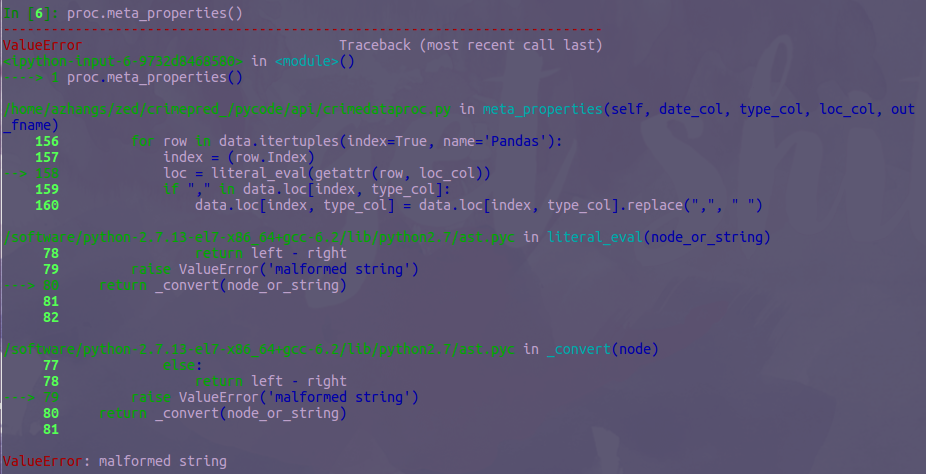 In [6]: proc.meta_properties()
---------------------------------------------------------------------------
ValueError                                Traceback (most recent call last)
<ipython-input-6-9732d8468580> in <module>()
----> 1 proc.meta_properties()

/home/azhangs/zed/crimepred_/pycode/api/crimedataproc.py in meta_properties(self, date_col, type_col, loc_col, out
_fname)
    156         for row in data.itertuples(index=True, name='Pandas'):
    157             index = (row.Index)
--> 158             loc = literal_eval(getattr(row, loc_col))
    159             if "," in data.loc[index, type_col]:
    160                 data.loc[index, type_col] = data.loc[index, type_col].replace(",", " ")

/software/python-2.7.13-el7-x86_64+gcc-6.2/lib/python2.7/ast.pyc in literal_eval(node_or_string)
     78                 return left - right
     79         raise ValueError('malformed string')
---> 80     return _convert(node_or_string)
     81
     82

/software/python-2.7.13-el7-x86_64+gcc-6.2/lib/python2.7/ast.pyc in _convert(node)
     77             else:
     78                 return left - right
---> 79         raise ValueError('malformed string')
     80     return _convert(node_or_string)
     81

ValueError: malformed string